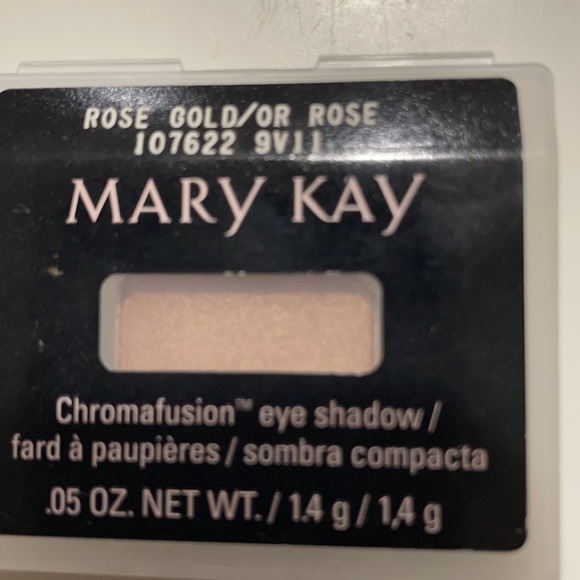 ROSE GOLD/OR ROSE
107622 9V11
MARY KAY
Chromafusion™ eye shadow /
fard à paupières / sombra compacta
.05 OZ. NET WT. / 1.4 g / 1,4 g